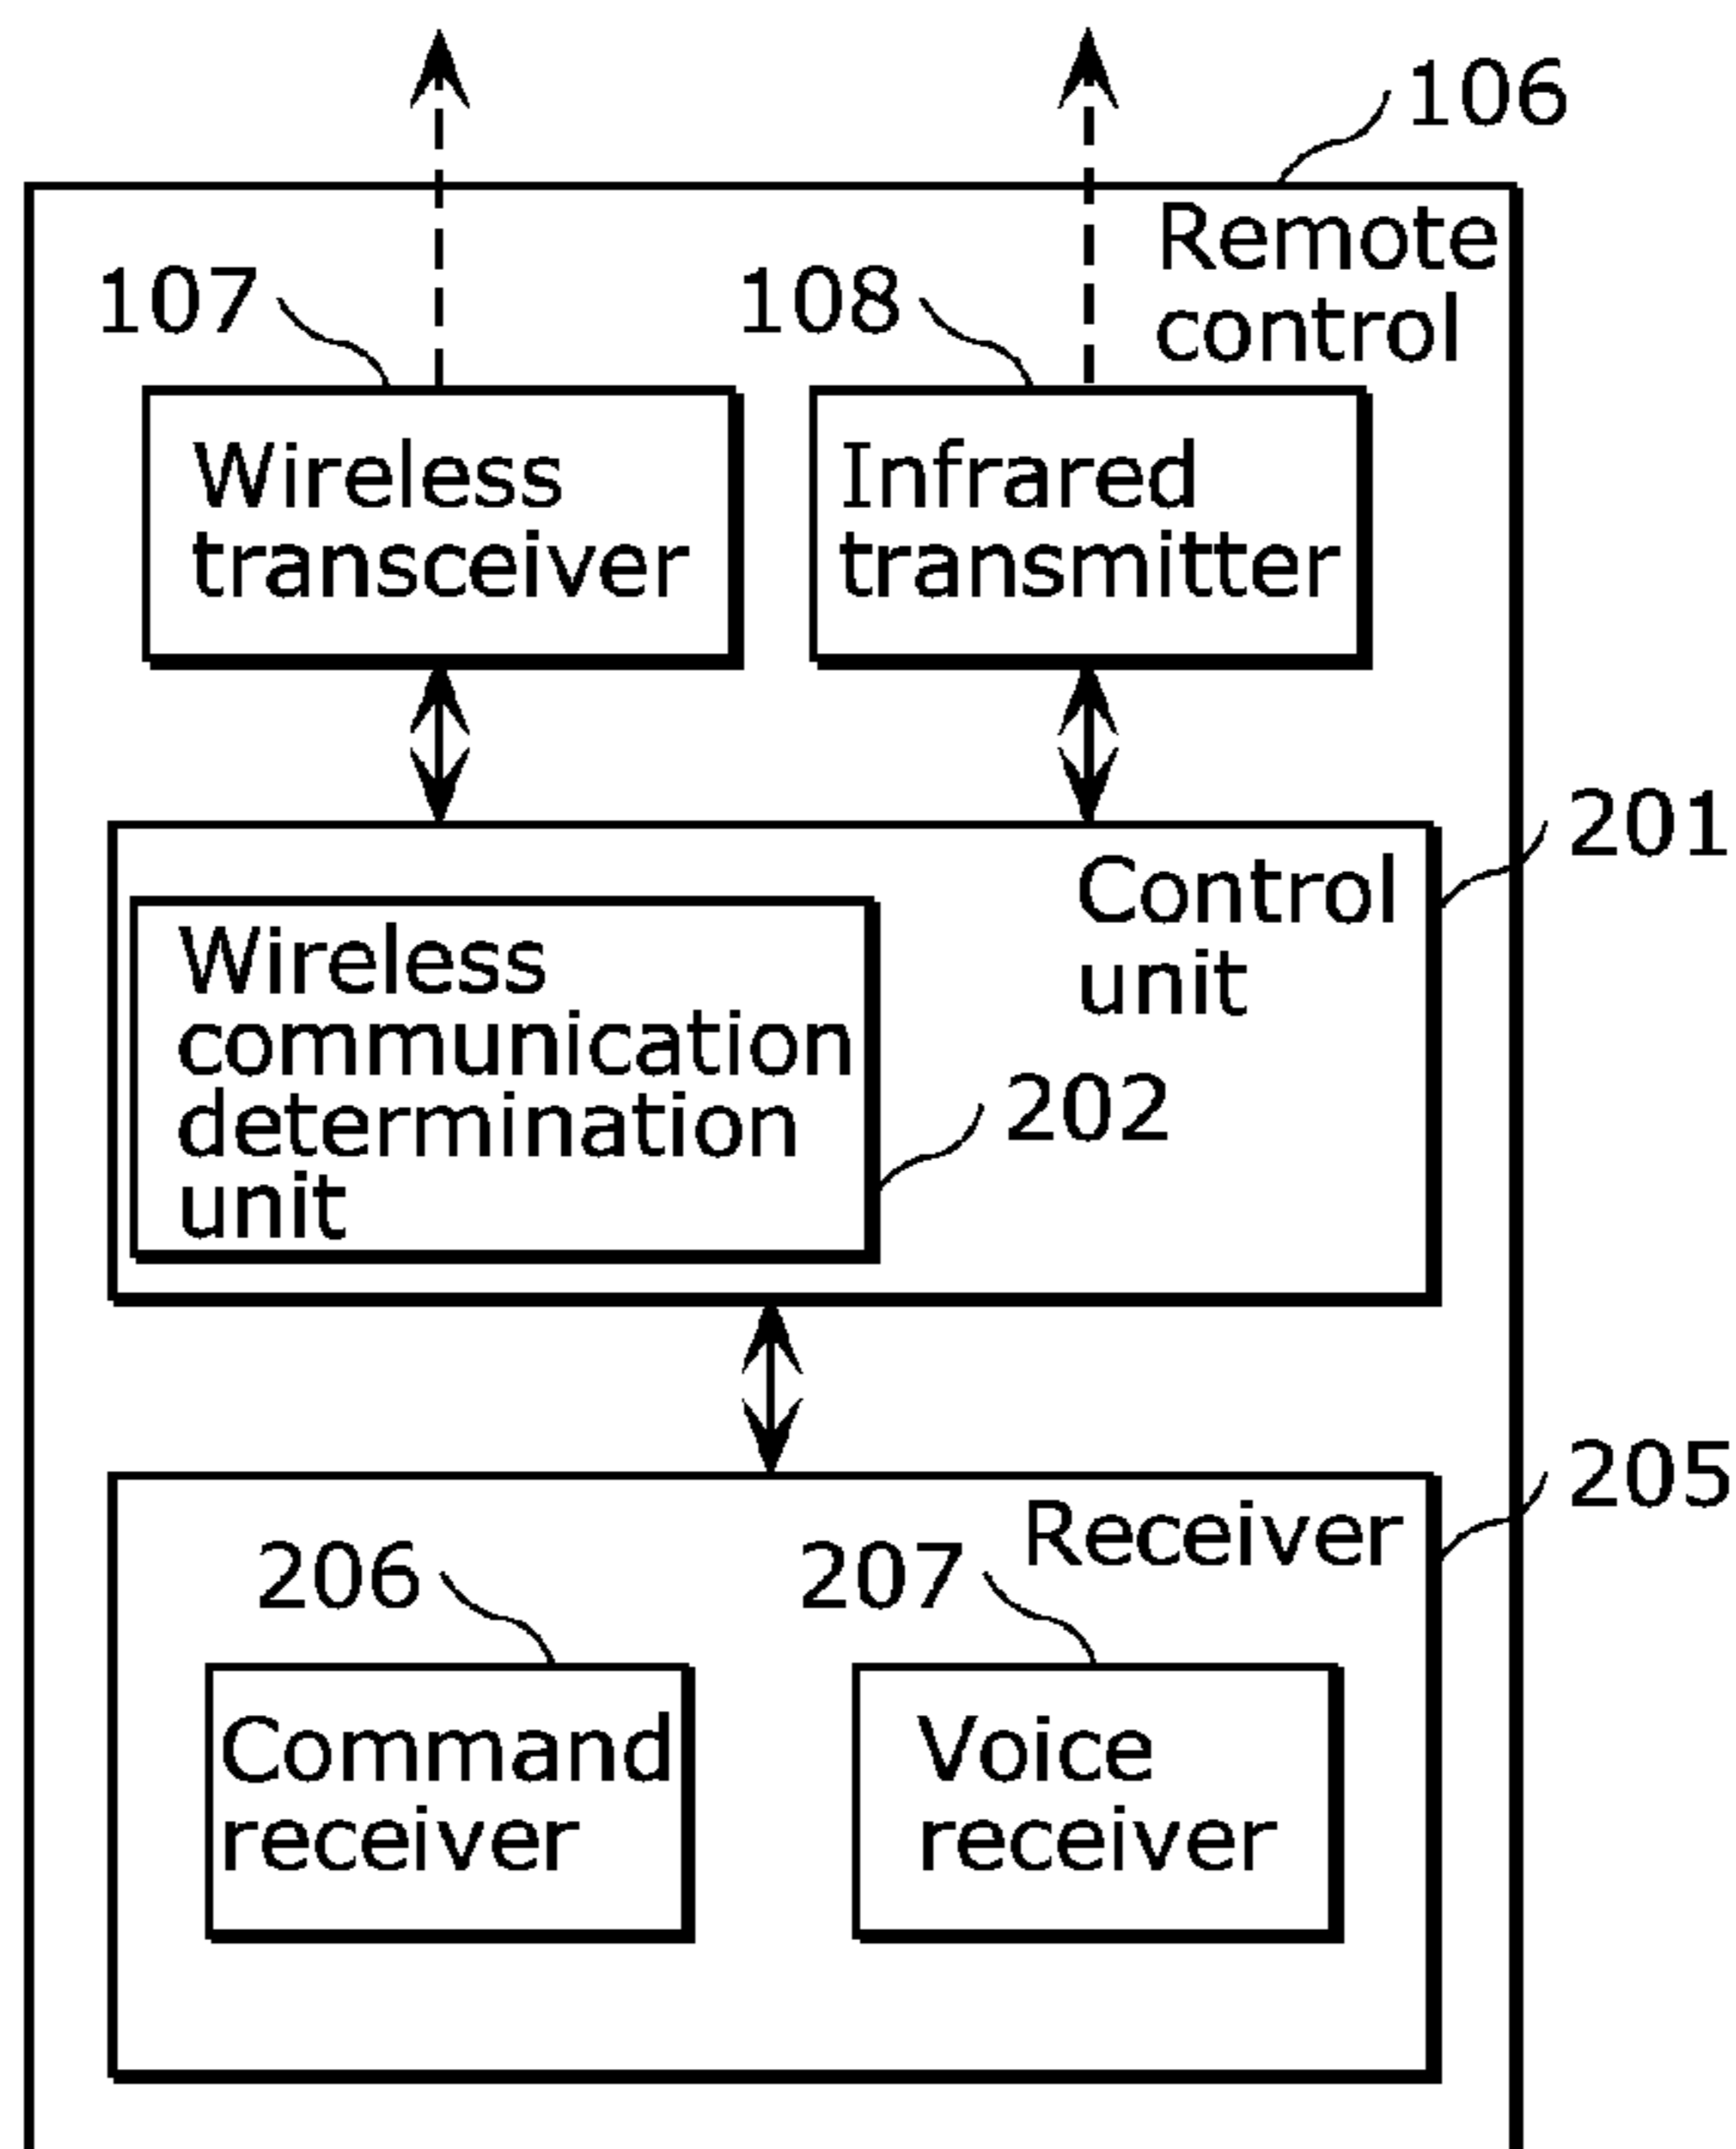 106
Remote
control
107
108
Wireless
transceiver
Infrared
transmitter
201
Control
unit
Wireless
communication
determination
unit
202
205
Receiver
206
207
Command
receiver
Voice
receiver